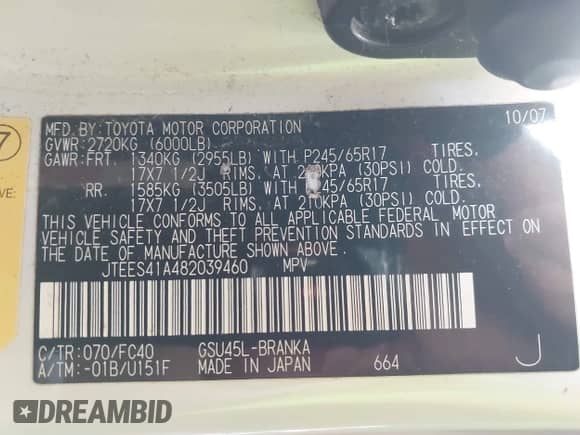 10/07
MFD.BY:TOYOTA MOTOR CORPORATION
GVWR:2720KG (6000LB)
GAWR:FRT. 1340KG (2955LB) WITH P245/65R17 TIRES,
17X7 1/2J RIMS, AT KPA (30PSI) COLD.
RR. 1585KG (3505LB) WITH 245/65R17 TIRES,
17X7 1/2J RIMS, AT 210KPA (30PSI) COLD.
THIS VEHICLE CONFORMS TO ALL APPLICABLE FEDERAL MOTOR
VEHICLE SAFETY AND THEFT PREVENTION STANDARDS IN EFFECT ON
THE DATE OF MANUFACTURE SHOWN ABOVE.
JTEES41A482039460 MPV
C/TR:070/FC40 GSU45L-BRANKA
A/TM:-01B/U151F MADE IN JAPAN 664 J
7
VE:
DREAMBID